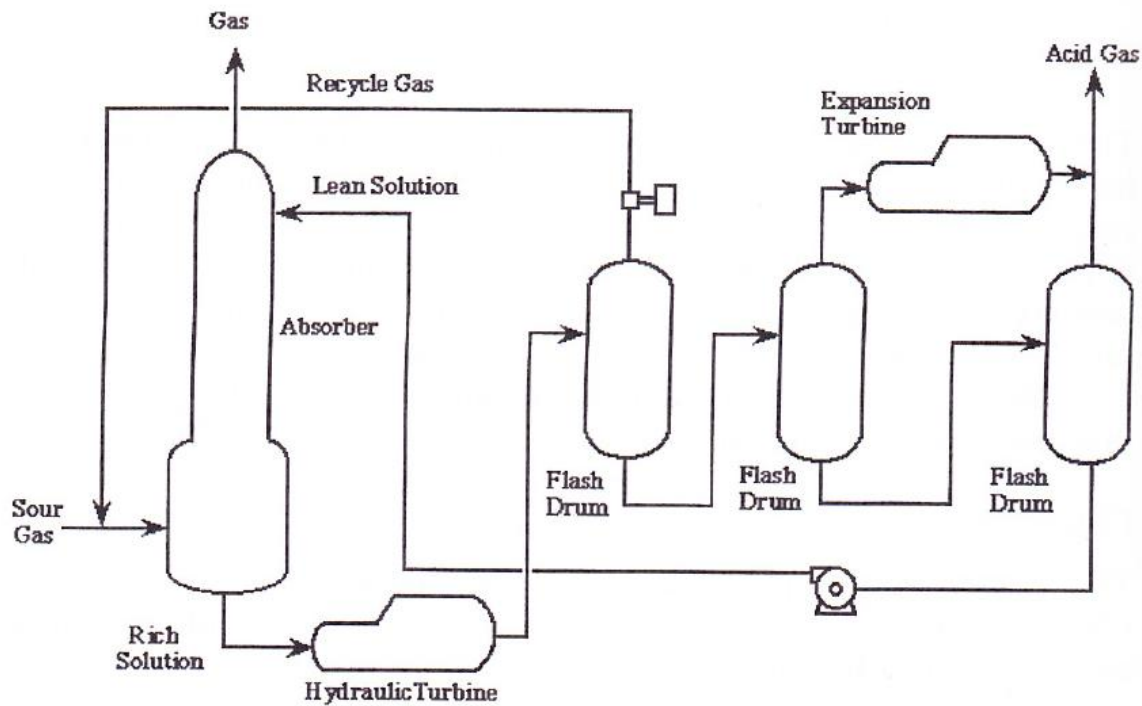 Gas
Acid Gas
Recycle Gas
Expansion
Turbine
Lean Solution
Absorber
Flash
Drum
Flash
Drum
Flash
Drum
Sour
Gas
Rich
Solution
HydraulicTurbine